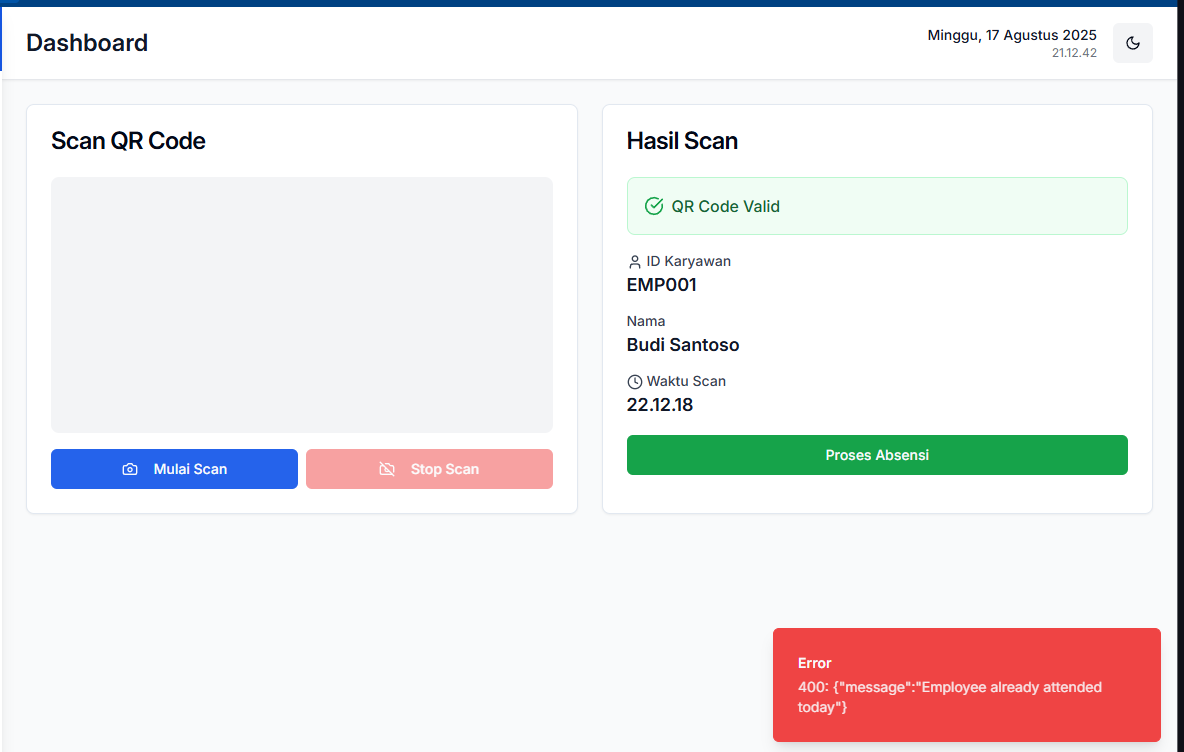 Dashboard
Minggu, 17 Agustus 2025
21.12.42
Scan QR Code
Mulai Scan
Stop Scan
Hasil Scan
QR Code Valid
ID Karyawan
EMP001
Nama
Budi Santoso
Waktu Scan
22.12.18
Proses Absensi
Error
400: {"message":"Employee already attended
today"}